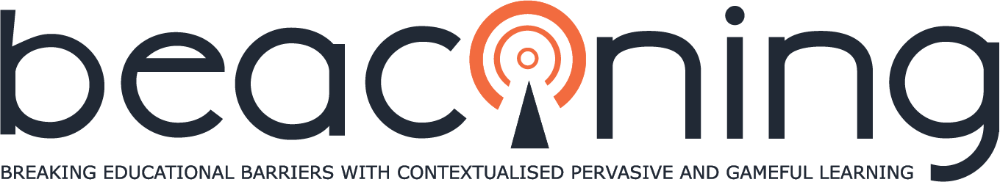 beaconing
BREAKING EDUCATIONAL BARRIERS WITH CONTEXTUALISED PERVASIVE AND GAMEFUL LEARNING